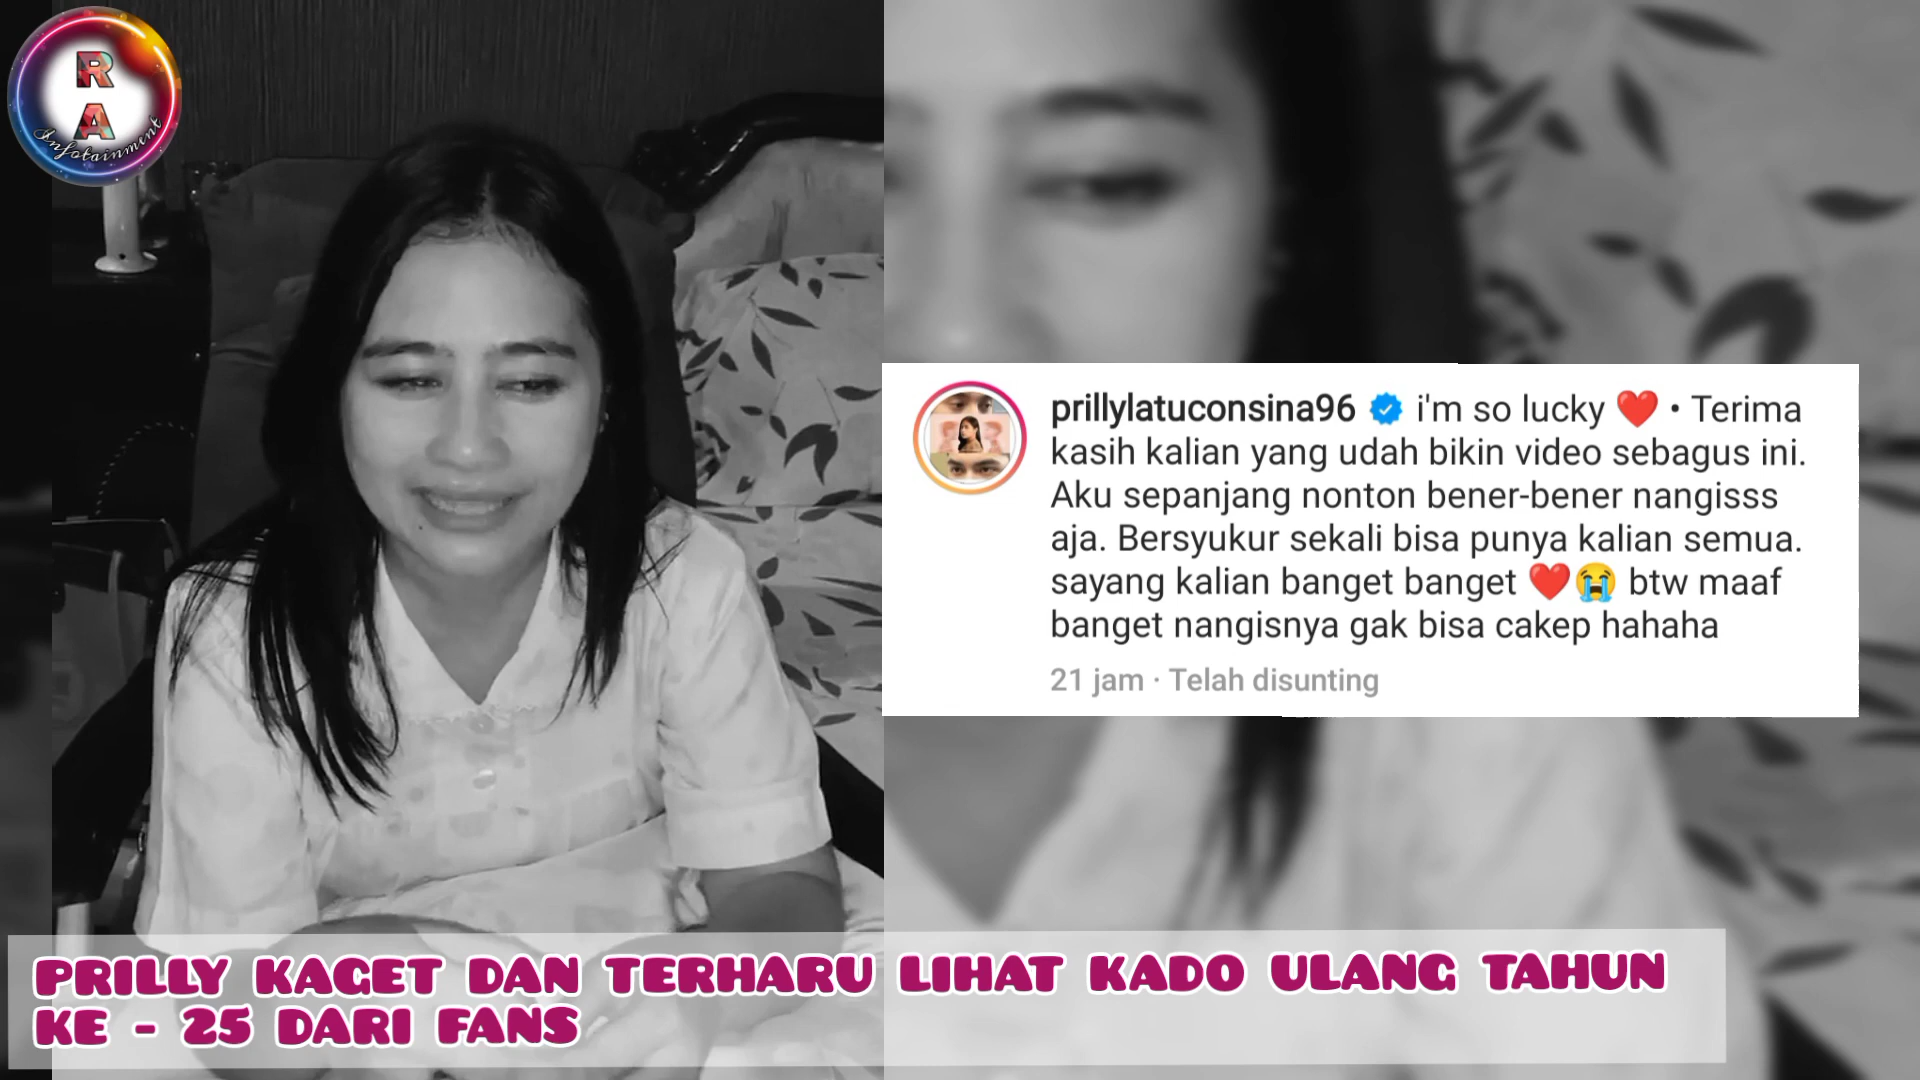 R
A
Infotainment
prillylatuconsina96 i'm so lucky ❤️ • Terima
kasih kalian yang udah bikin video sebagus ini.
Aku sepanjang nonton bener-bener nangisss
aja. Bersyukur sekali bisa punya kalian semua.
sayang kalian banget banget ❤️😭 btw maaf
banget nangisnya gak bisa cakep hahaha
21 jam · Telah disunting
PRILLY KAGET DAN TERHARU LIHAT KADO ULANG TAHUN
KE - 25 DARI FANS